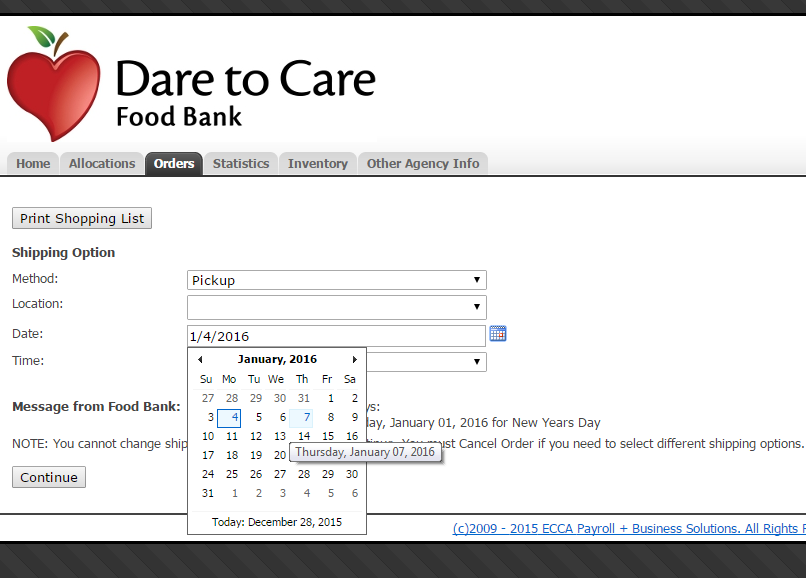 Dare to Care
Food Bank
Home Allocations Orders Statistics Inventory Other Agency Info
Print Shopping List
Shipping Option
Method: Pickup
Location:
Date: 1/4/2016
Time:
January, 2016
Su Mo Tu We Th Fr Sa
27 28 29 30 31 1 2
3 4 5 6 7 8 9
10 11 12 13 14 15 16
17 18 19 20
Thursday, January 07, 2016
24 25 26 27 28 29 30
31 1 2 3 4 5 6
Today: December 28, 2015
Message from Food Bank:
January 01, 2016 for New Years Day
NOTE: You cannot change
You must Cancel Order if you need to select different shipping options.
Continue
(c)2009 - 2015 ECCA Payroll + Business Solutions. All Rights